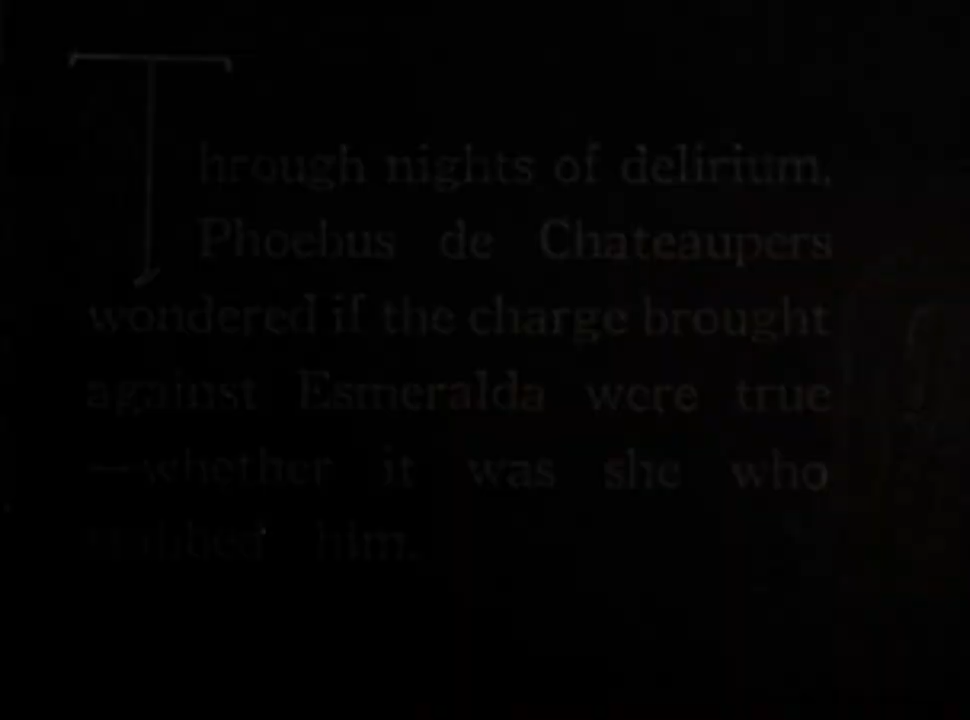 Through nights of delirium,
Phoebus de Chateaupers
wondered if the charge brought
against Esmeralda were true
—whether it was she who
stabbed him.